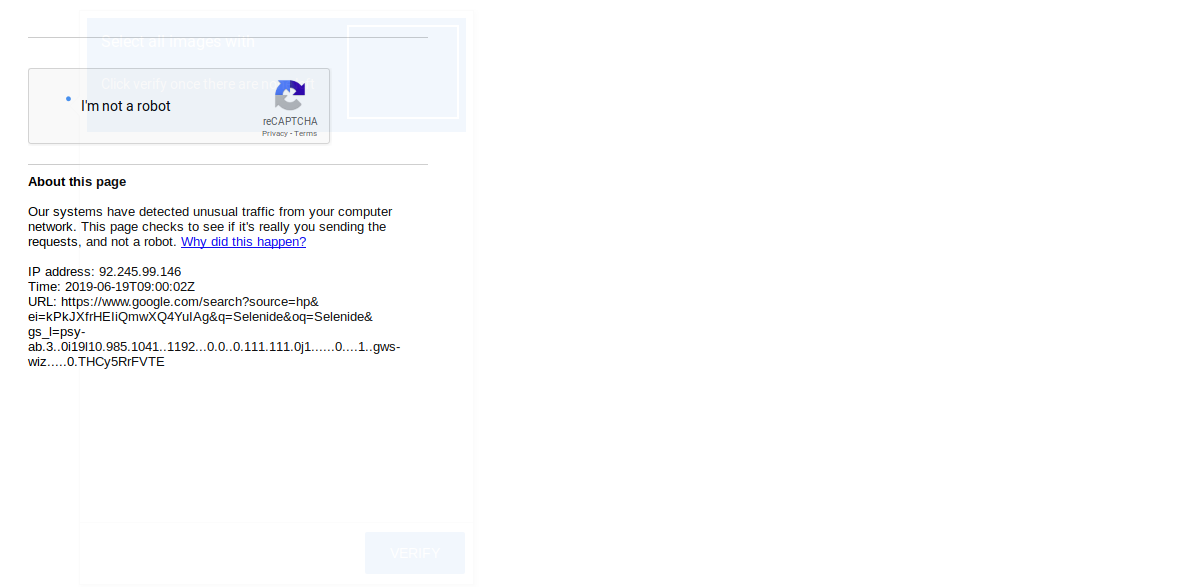 Select all images with
Click verify once there are none left
I'm not a robot
reCAPTCHA
Privacy - Terms
About this page
Our systems have detected unusual traffic from your computer
network. This page checks to see if it's really you sending the
requests, and not a robot. Why did this happen?
IP address: 92.245.99.146
Time: 2019-06-19T09:00:02Z
URL: https://www.google.com/search?source=hp&
ei=kPkJXfrHEIiQmwXQ4YuIAg&q=Selenide&oq=Selenide&
gs_l=psy-
ab.3..0i19l10.985.1041..1192...0.0..0.111.111.0j1......0....1..gws-
wiz.....0.THCy5RrFVTE
VERIFY